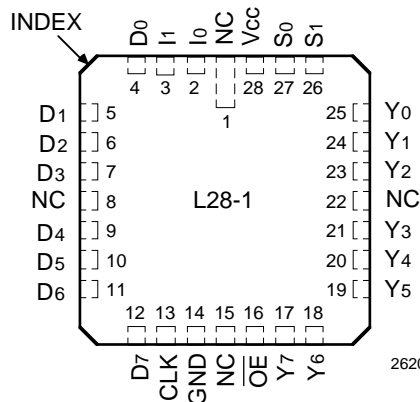 INDEX
D0 I1 I0 NC Vcc S0 S1
4 3 2 28 27 26
1
D1 5 25 Y0
D2 6 24 Y1
D3 7 23 Y2
NC 8 L28-1 22 NC
D4 9 21 Y3
D5 10 20 Y4
D6 11 19 Y5
12 13 14 15 16 17 18
D7 CLK GND NC OE Y7 Y6
2620